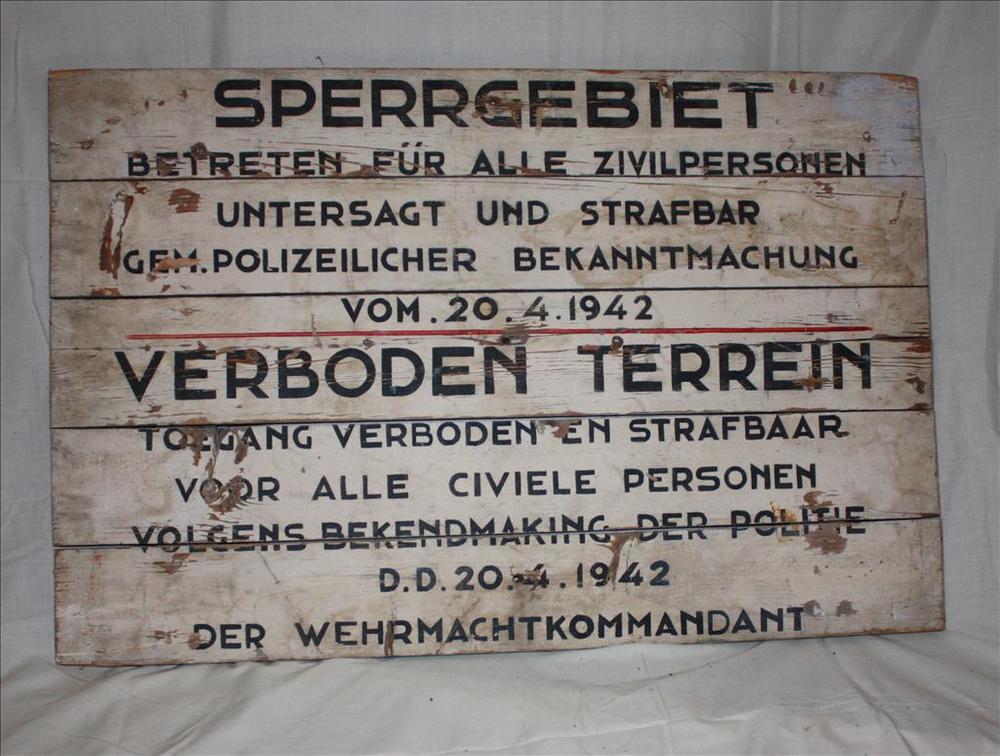 SPERRGEBIET
BETRETEN FÜR ALLE ZIVILPERSONEN
UNTERSAGT UND STRAFBAR
GEM. POLIZEILICHER BEKANNTMACHUNG
VOM. 20. 4. 1942
VERBODEN TERREIN
TOEGANG VERBODEN EN STRAFBAAR
VOOR ALLE CIVIELE PERSONEN
VOLGENS BEKENDMAKING DER POLITIE
D.D. 20. 4. 1942
DER WEHRMACHTKOMMANDANT